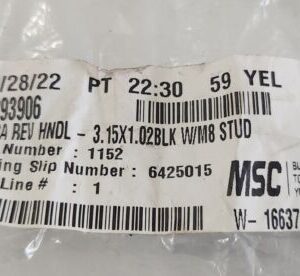 /28/22 PT 22:30 59 YEL
93906
A REV HNDL - 3.15X1.02BLK W/M8 STUD
Number : 1152
ing Slip Number : 6425015
Line # : 1
MSC
W- 16637